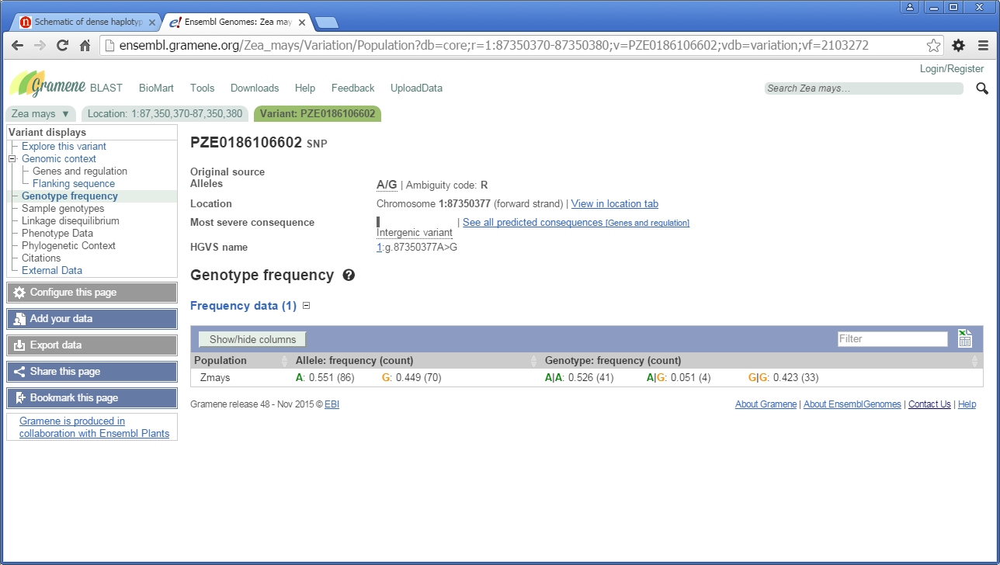 Schematic of dense haplotyp
Ensembl Genomes: Zea may
ensembl.gramene.org/Zea_mays/Variation/Population?db=core;r=1:87350370-87350380;v=PZE0186106602;vdb=variation;vf=2103272
Login/Register
Gramene BLAST BioMart Tools Downloads Help Feedback UploadData Search Zea mays…
Zea mays ▼ Location: 1:87,350,370-87,350,380 Variant: PZE0186106602
Variant displays
Explore this variant
Genomic context
Genes and regulation
Flanking sequence
Genotype frequency
Sample genotypes
Linkage disequilibrium
Phenotype Data
Phylogenetic Context
Citations
External Data
Configure this page
Add your data
Export data
Share this page
Bookmark this page
Gramene is produced in
collaboration with Ensembl Plants
PZE0186106602 SNP
Original source
Alleles A/G | Ambiguity code: R
Location Chromosome 1:87350377 (forward strand) | View in location tab
Most severe consequence | See all predicted consequences [Genes and regulation]
Intergenic variant
HGVS name 1:g.87350377A>G
Genotype frequency ?
Frequency data (1)
Show/hide columns Filter
Population Allele: frequency (count) Genotype: frequency (count)
Zmays A: 0.551 (86) G: 0.449 (70) A|A: 0.526 (41) A|G: 0.051 (4) G|G: 0.423 (33)
Gramene release 48 - Nov 2015 © EBI About Gramene | About EnsemblGenomes | Contact Us | Help